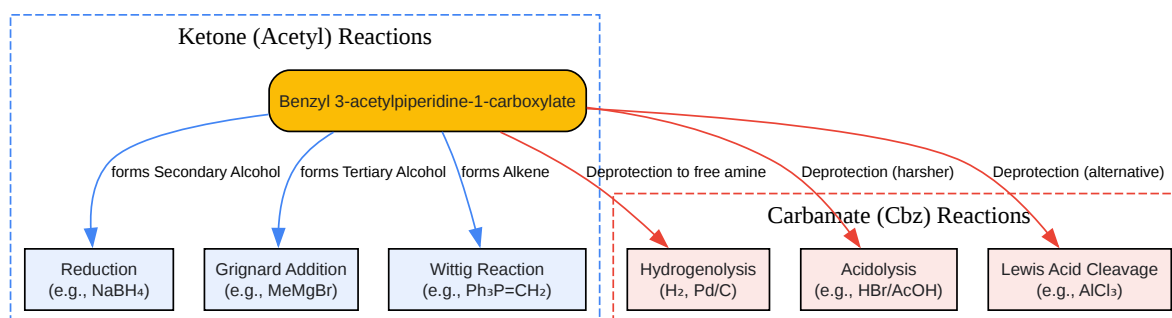 Ketone (Acetyl) Reactions
Benzyl 3-acetylpiperidine-1-carboxylate
forms Secondary Alcohol
forms Tertiary Alcohol
forms Alkene
Deprotection to free amine
Deprotection (harsher)
Deprotection (alternative)
Carbamate (Cbz) Reactions
Reduction
(e.g., NaBH₄)
Grignard Addition
(e.g., MeMgBr)
Wittig Reaction
(e.g., Ph₃P=CH₂)
Hydrogenolysis
(H₂, Pd/C)
Acidolysis
(e.g., HBr/AcOH)
Lewis Acid Cleavage
(e.g., AlCl₃)